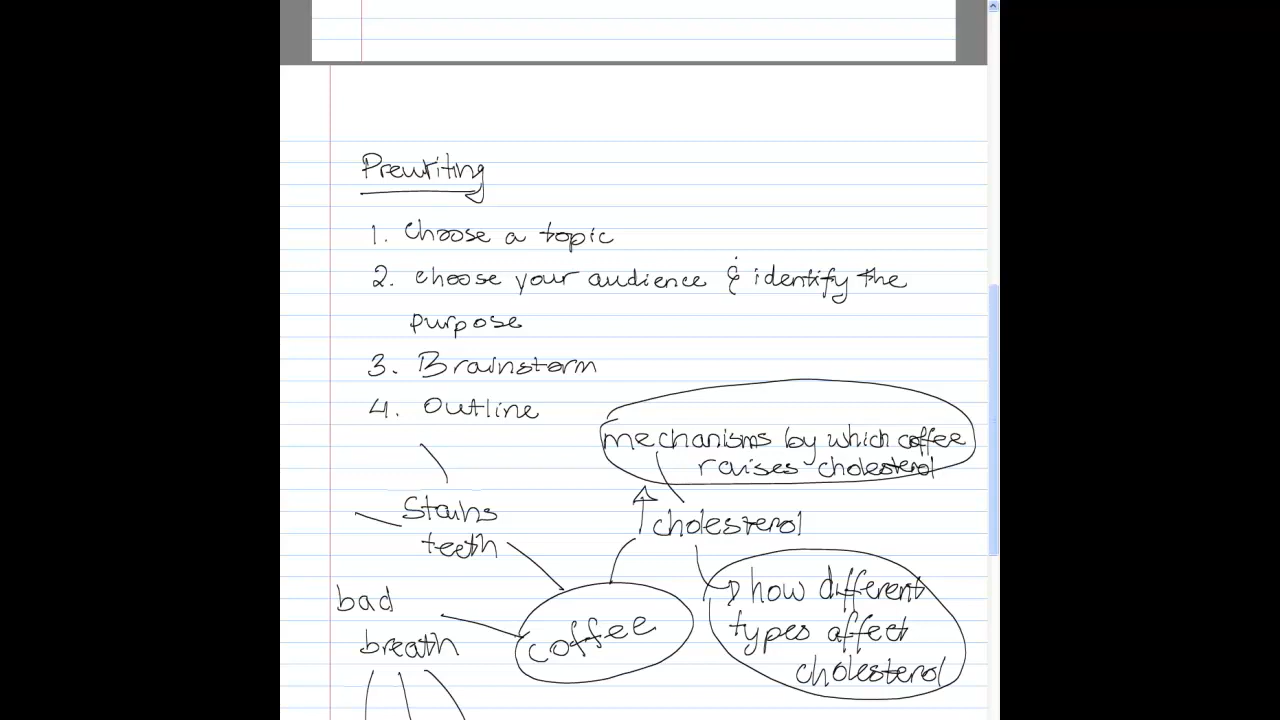 Prewriting
1. Choose a topic
2. choose your audience & identify the
purpose
3. Brainstorm
4. Outline
mechanisms by which coffee
raises cholesterol
Stains
teeth
↑ cholesterol
bad
breath
coffee
how different
types affect
cholesterol